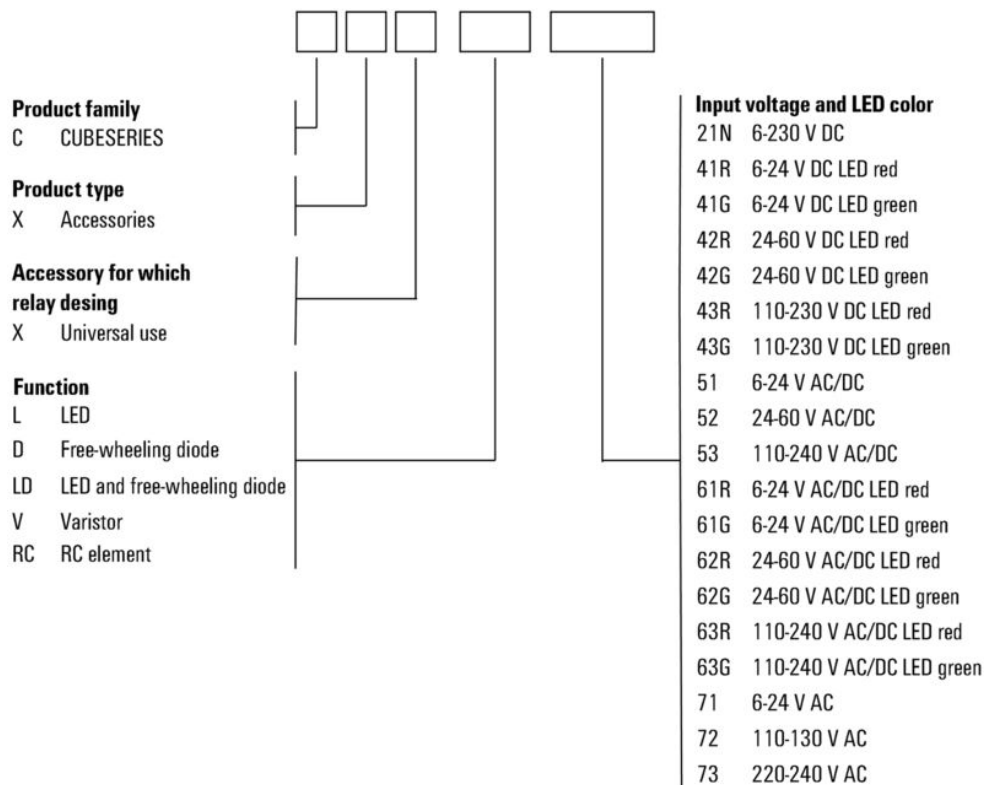 Product family
C CUBESERIES
Product type
X Accessories
Accessory for which
relay desing
X Universal use
Function
L LED
D Free-wheeling diode
LD LED and free-wheeling diode
V Varistor
RC RC element
Input voltage and LED color
21N 6-230 V DC
41R 6-24 V DC LED red
41G 6-24 V DC LED green
42R 24-60 V DC LED red
42G 24-60 V DC LED green
43R 110-230 V DC LED red
43G 110-230 V DC LED green
51 6-24 V AC/DC
52 24-60 V AC/DC
53 110-240 V AC/DC
61R 6-24 V AC/DC LED red
61G 6-24 V AC/DC LED green
62R 24-60 V AC/DC LED red
62G 24-60 V AC/DC LED green
63R 110-240 V AC/DC LED red
63G 110-240 V AC/DC LED green
71 6-24 V AC
72 110-130 V AC
73 220-240 V AC